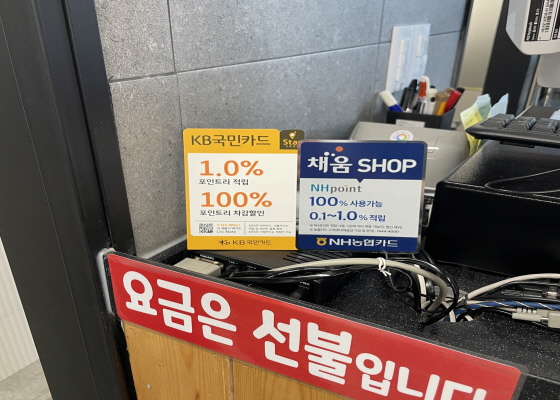 KB국민카드
Star
1.0%
포인트리 적립
100%
포인트리 차감할인
KB 국민카드
채움 SHOP
NHpoint
100% 사용가능
0.1~1.0% 적립
NH농협카드
요금은 선불입니다